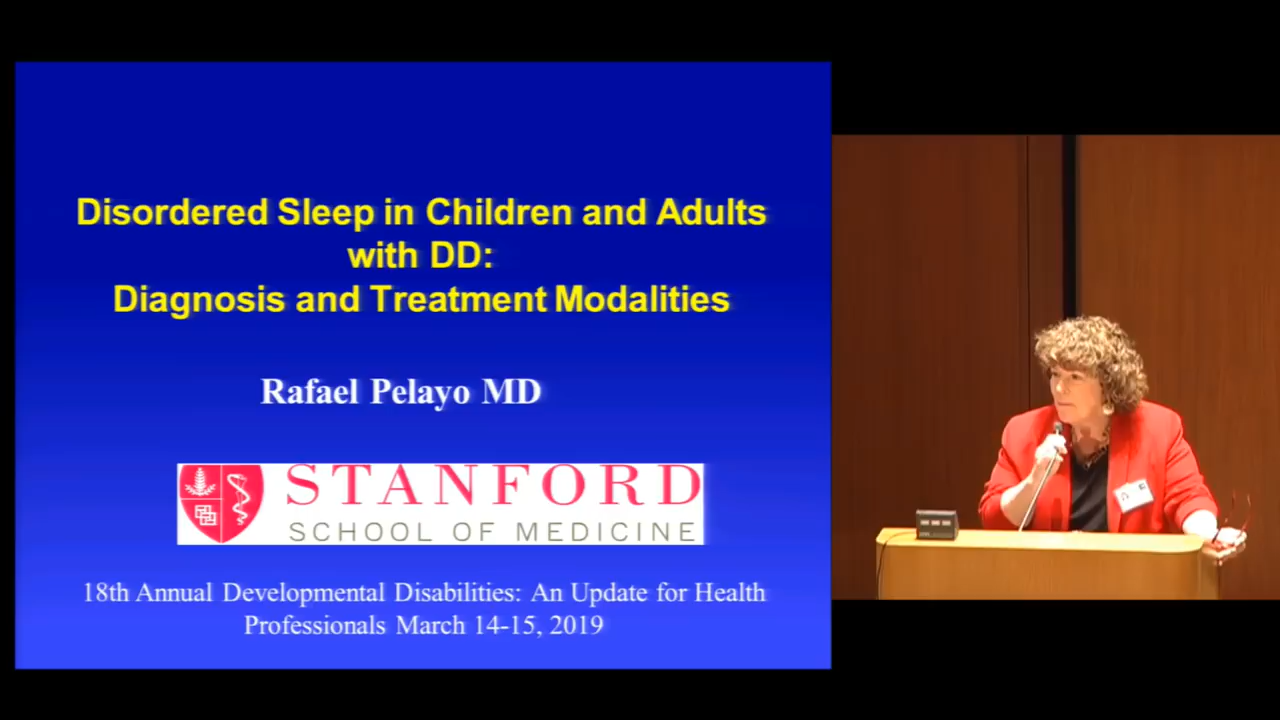 Disordered Sleep in Children and Adults
with DD:
Diagnosis and Treatment Modalities
Rafael Pelayo MD
STANFORD
SCHOOL OF MEDICINE
18th Annual Developmental Disabilities: An Update for Health
Professionals March 14-15, 2019